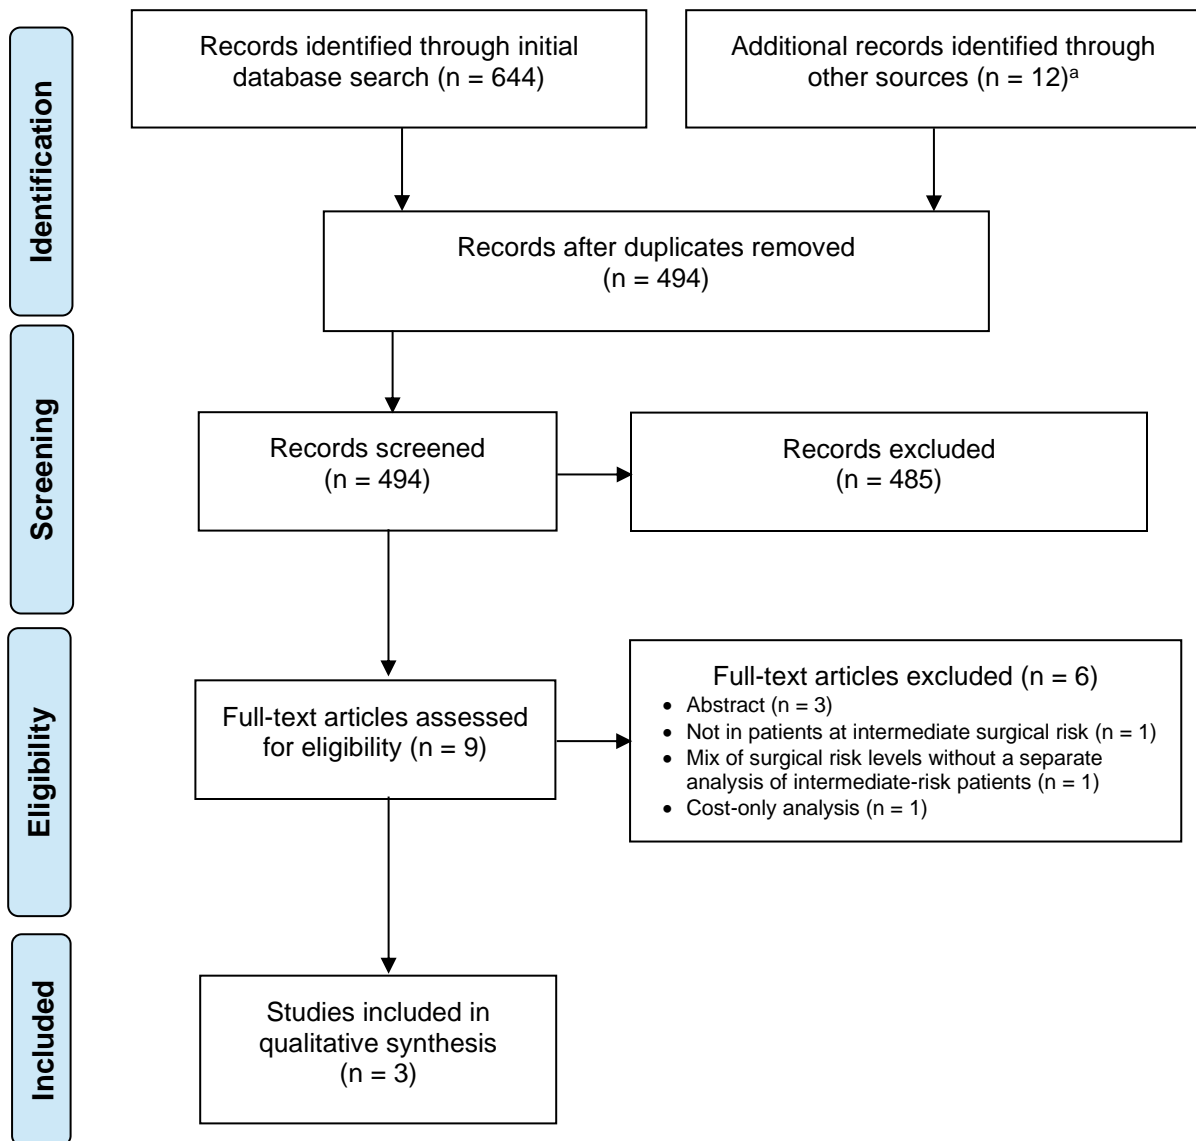 Identification
Records identified through initial
database search (n = 644)
Additional records identified through
other sources (n = 12)ᵃ
Records after duplicates removed
(n = 494)
Screening
Records screened
(n = 494)
Records excluded
(n = 485)
Eligibility
Full-text articles assessed
for eligibility (n = 9)
Full-text articles excluded (n = 6)
• Abstract (n = 3)
• Not in patients at intermediate surgical risk (n = 1)
• Mix of surgical risk levels without a separate
analysis of intermediate-risk patients (n = 1)
• Cost-only analysis (n = 1)
Included
Studies included in
qualitative synthesis
(n = 3)